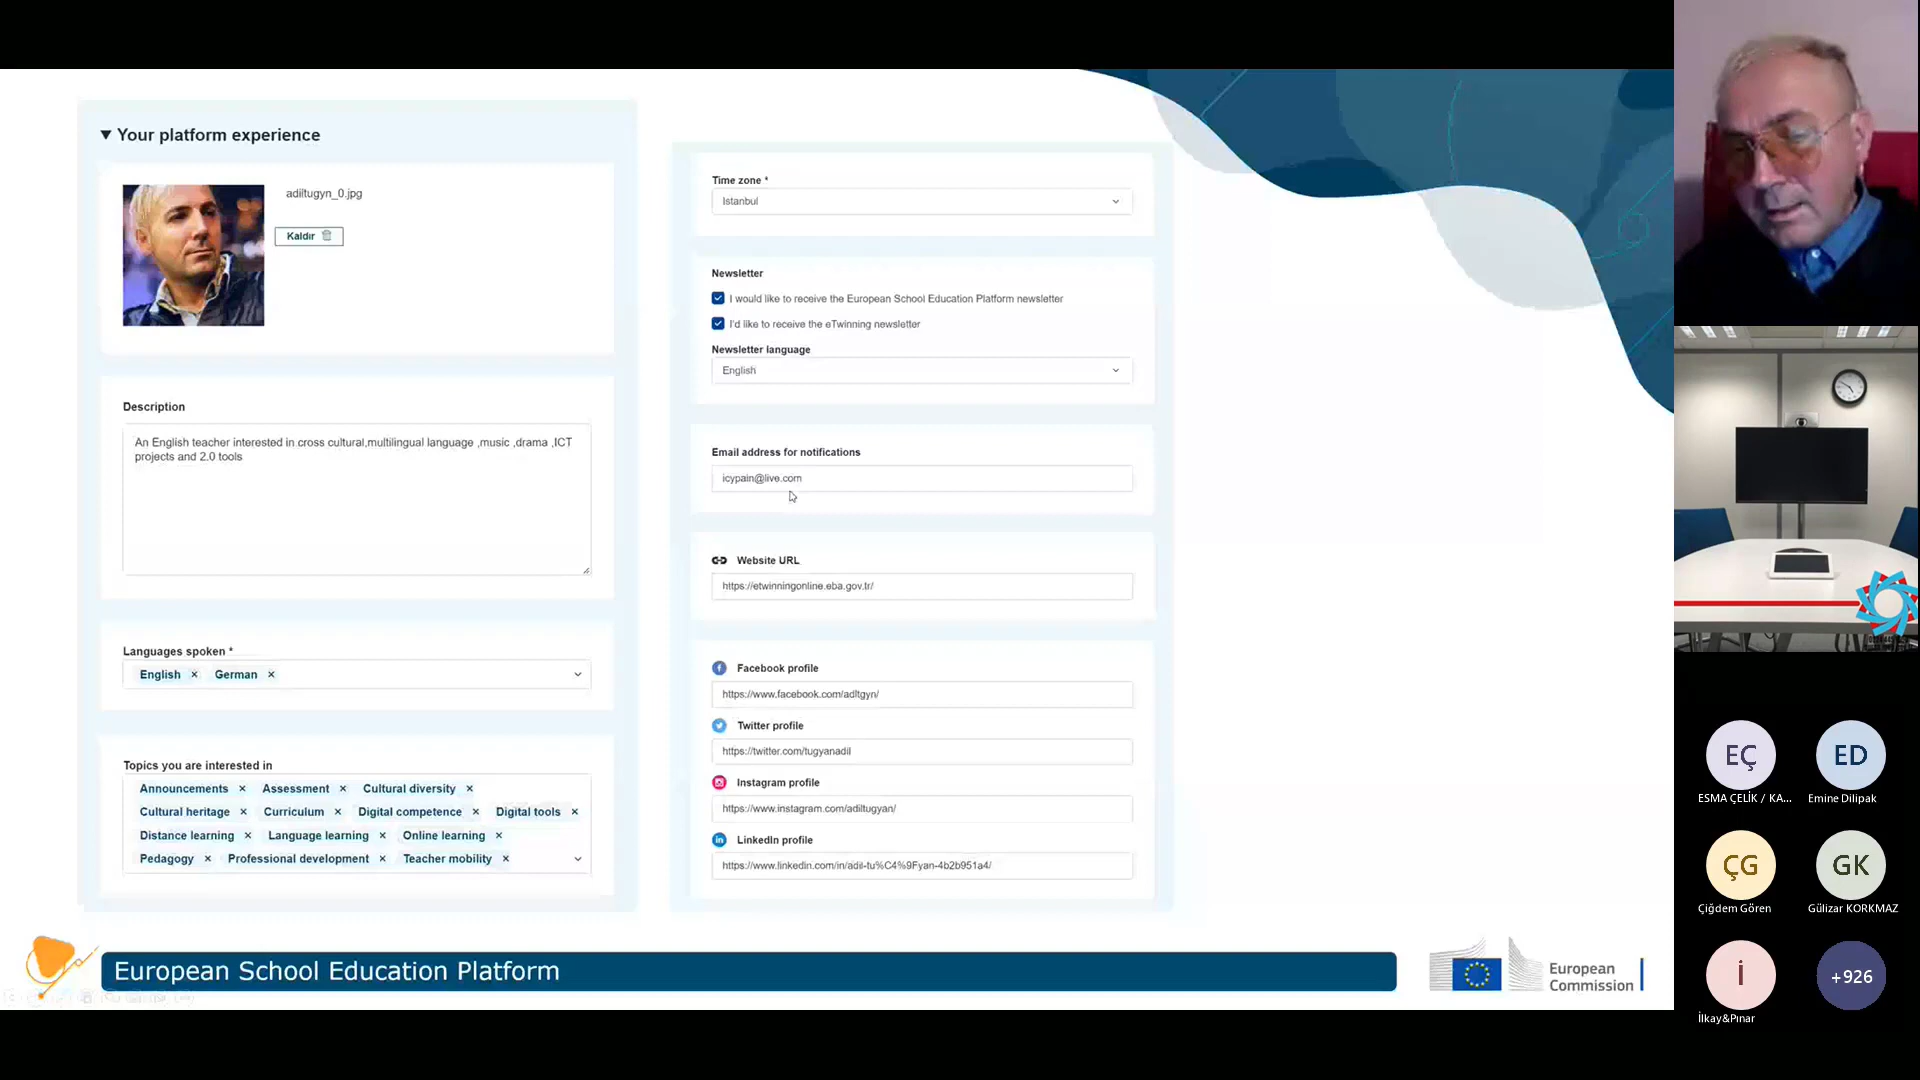 ▼ Your platform experience
adiltugyn_0.jpg
Kaldır
Description
An English teacher interested in cross cultural,multilingual language ,music ,drama ,ICT
projects and 2.0 tools
Languages spoken *
English × German ×
Topics you are interested in
Announcements × Assessment × Cultural diversity ×
Cultural heritage × Curriculum × Digital competence × Digital tools ×
Distance learning × Language learning × Online learning ×
Pedagogy × Professional development × Teacher mobility ×
Time zone *
Istanbul
Newsletter
I would like to receive the European School Education Platform newsletter
I'd like to receive the eTwinning newsletter
Newsletter language
English
Email address for notifications
icypain@live.com
Website URL
https://etwinningonline.eba.gov.tr/
Facebook profile
https://www.facebook.com/adltgyn/
Twitter profile
https://twitter.com/tugyanadil
Instagram profile
https://www.instagram.com/adiltugyan/
LinkedIn profile
https://www.linkedin.com/in/adil-tu%C4%9Fyan-4b2b951a4/
European School Education Platform
European
Commission
EÇ
ESMA ÇELİK / KA...
ED
Emine Dilipak
ÇG
Çiğdem Gören
GK
Gülizar KORKMAZ
İ
İlkay&Pınar
+926